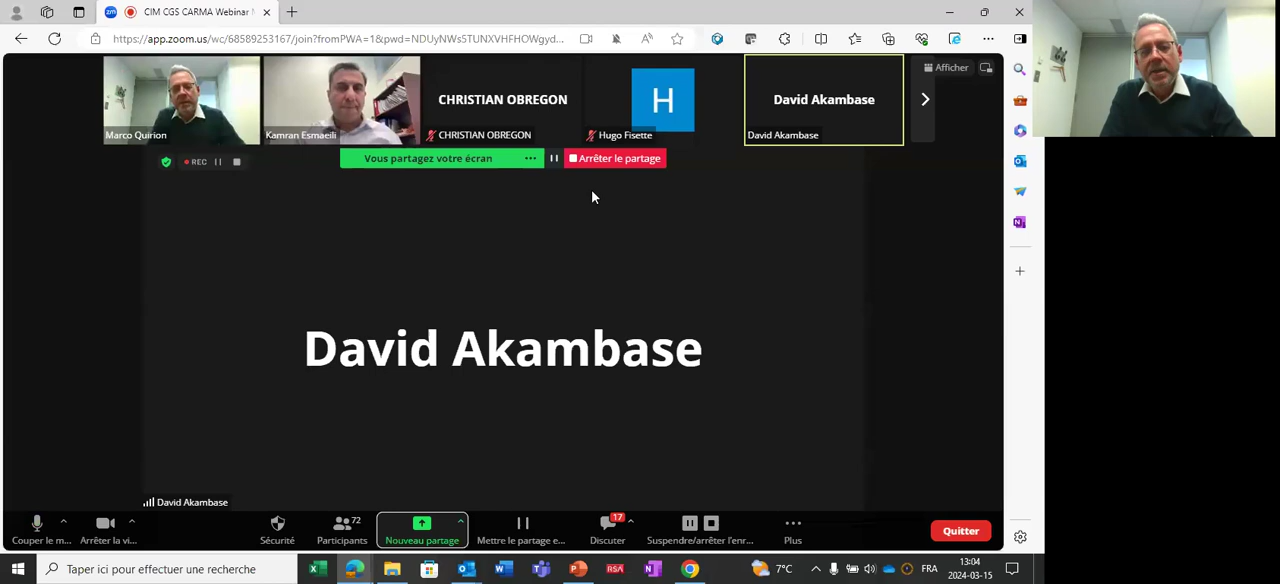 CIM CGS CARMA Webinar
https://app.zoom.us/wc/68589253167/join?fromPWA=1&pwd=NDUyNWs5TUNXVHFHOWgyd...
Marco Quirion
Kamran Esmaeili
CHRISTIAN OBREGON
CHRISTIAN OBREGON
H
Hugo Fisette
David Akambase
David Akambase
Afficher
REC
Vous partagez votre écran
Arrêter le partage
David Akambase
David Akambase
Couper le m...
Arrêter la vi...
Sécurité
72
Participants
Nouveau partage
Mettre le partage e...
17
Discuter
Suspendre/arrêter l'enr...
Plus
Quitter
Taper ici pour effectuer une recherche
7°C
FRA
13:04
2024-03-15